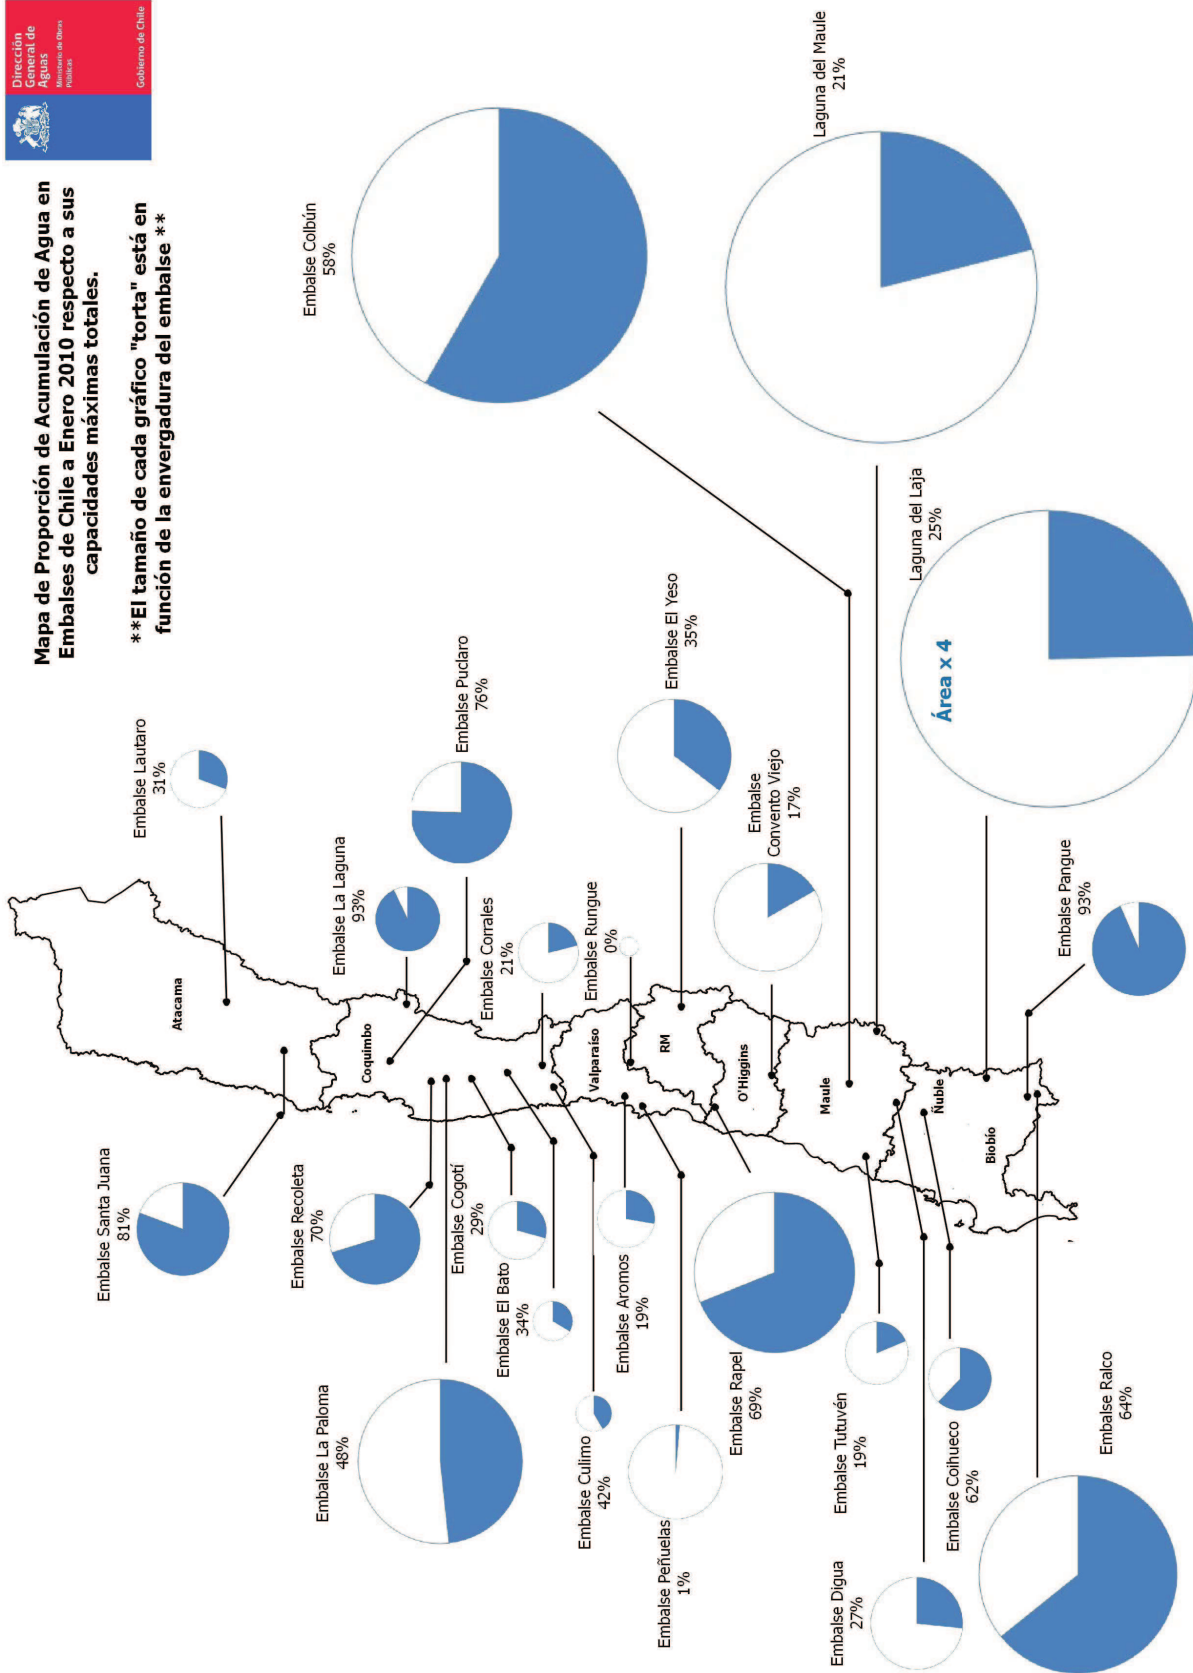 Dirección
General de
Aguas
Ministerio de Obras
Públicas
Gobierno de Chile
Mapa de Proporción de Acumulación de Agua en
Embalses de Chile a Enero 2010 respecto a sus
capacidades máximas totales.
**El tamaño de cada gráfico "torta" está en
función de la envergadura del embalse **
Embalse Lautaro
31%
Embalse La Laguna
93%
Embalse Puclaro
76%
Embalse Corrales
21%
Embalse Rungue
0%
Embalse El Yeso
35%
Embalse
Convento Viejo
17%
Embalse Colbún
58%
Laguna del Maule
21%
Laguna del Laja
25%
Área x 4
Embalse Pangue
93%
Atacama
Coquimbo
Valparaíso
RM
O'Higgins
Maule
Ñuble
Biobio
Embalse Santa Juana
81%
Embalse Recoleta
70%
Embalse La Paloma
48%
Embalse Cogotí
29%
Embalse El Bato
34%
Embalse Culimo
42%
Embalse Aromos
19%
Embalse Peñuelas
1%
Embalse Rapel
69%
Embalse Tutuvén
19%
Embalse Digua
27%
Embalse Coihueco
62%
Embalse Ralco
64%